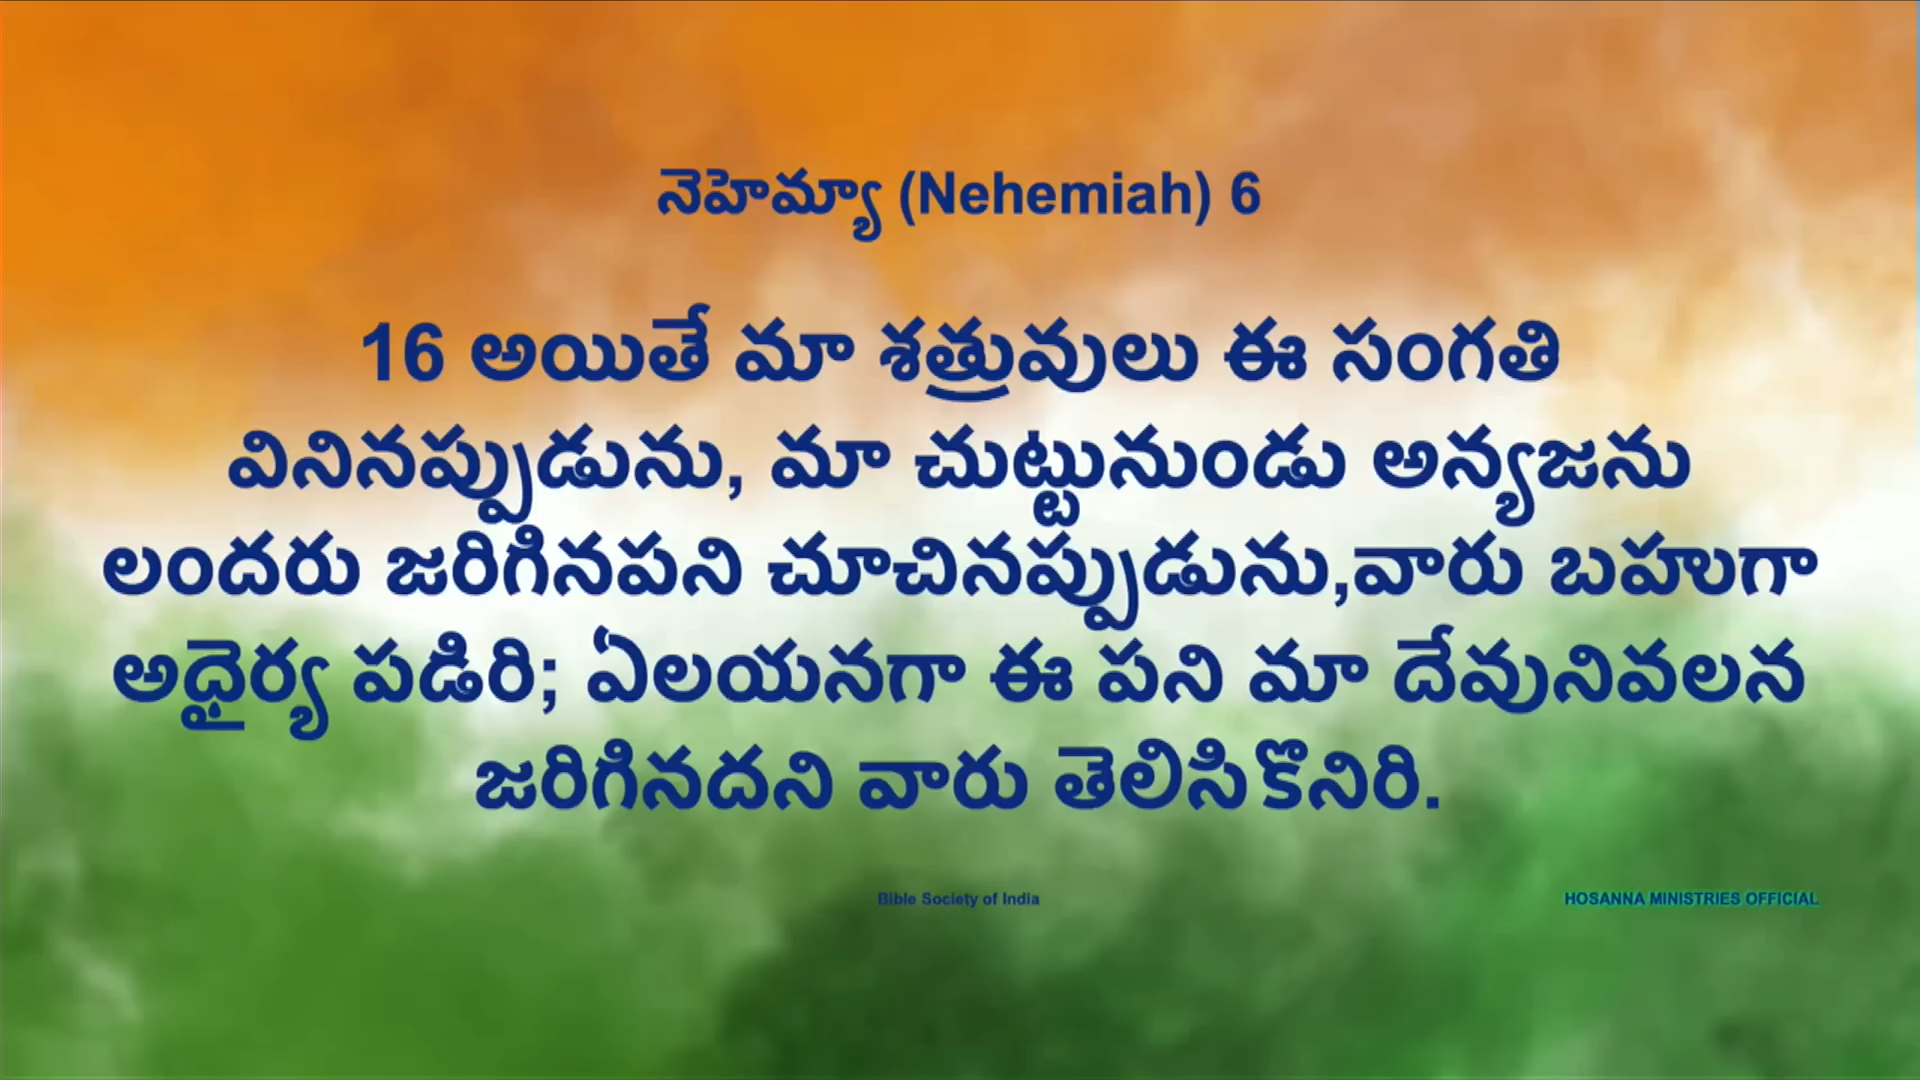 నెహెమ్యా (Nehemiah) 6
16 అయితే మా శత్రువులు ఈ సంగతి
వినినప్పుడును, మా చుట్టునుండు అన్యజను
లందరు జరిగినపని చూచినప్పుడును,వారు బహుగా
అధైర్య పడిరి; ఏలయనగా ఈ పని మా దేవునివలన
జరిగినదని వారు తెలిసికొనిరి.
Bible Society of India
HOSANNA MINISTRIES OFFICIAL